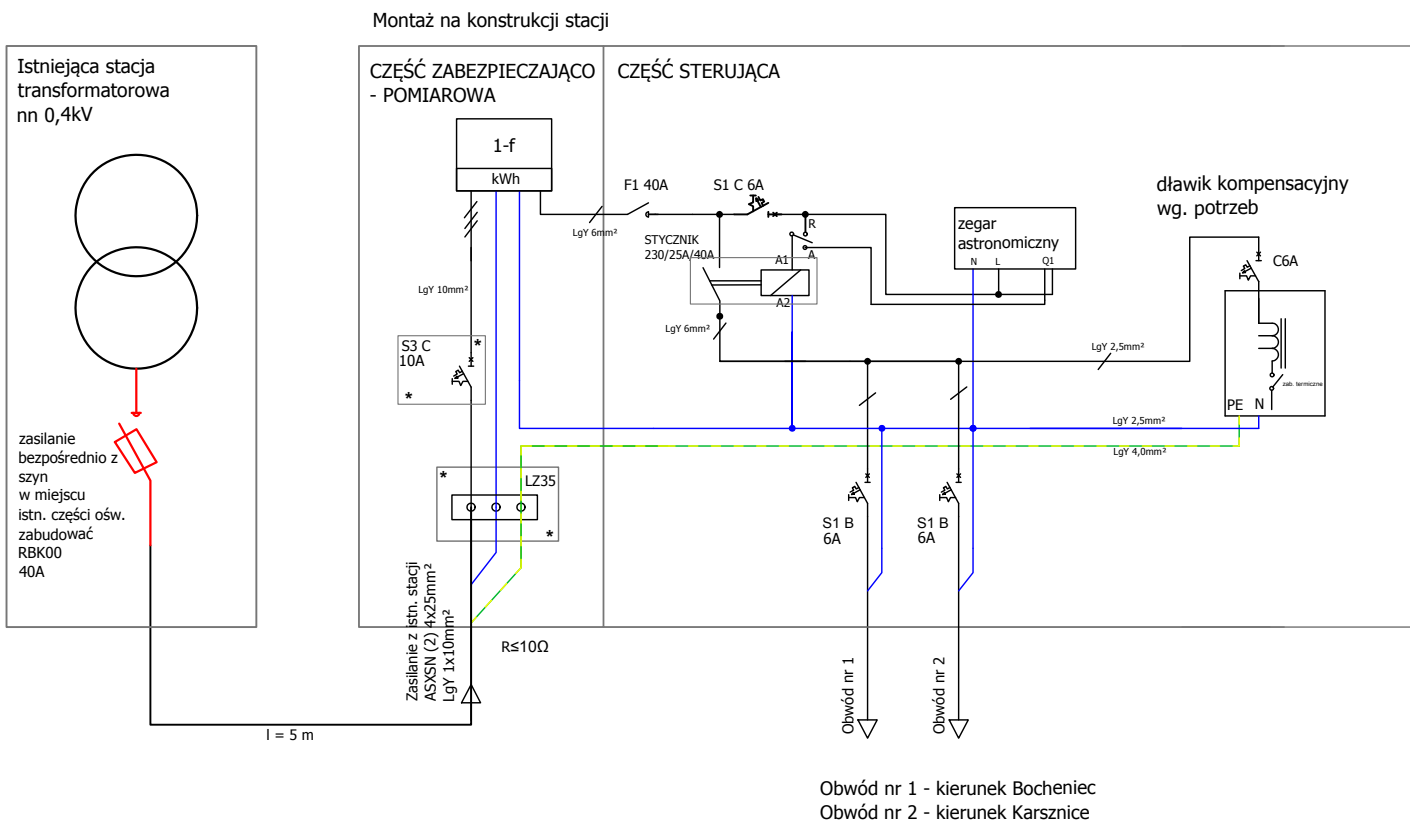 Montaż na konstrukcji stacji
Istniejąca stacja
transformatorowa
nn 0,4kV
CZĘŚĆ ZABEZPIECZAJĄCO
- POMIAROWA
CZĘŚĆ STERUJĄCA
1-f
kWh
LgY 10mm²
S3 C
10A
*
*
LgY 6mm²
F1 40A
S1 C 6A
STYCZNIK
230/25A/40A
R
A
A1
A2
LgY 6mm²
zegar
astronomiczny
N L Q1
dławik kompensacyjny
wg. potrzeb
C6A
LgY 2,5mm²
zab. termiczne
PE N
LgY 2,5mm²
LgY 4,0mm²
zasilanie
bezpośrednio z
szyn
w miejscu
istn. części ośw.
zabudować
RBK00
40A
*
LZ35
*
S1 B
6A
S1 B
6A
Zasilanie z istn. stacji
ASXSN (2) 4x25mm²
LgY 1x10mm²
R≤10Ω
l = 5 m
Obwód nr 1
Obwód nr 2
Obwód nr 1 - kierunek Bocheniec
Obwód nr 2 - kierunek Karsznice